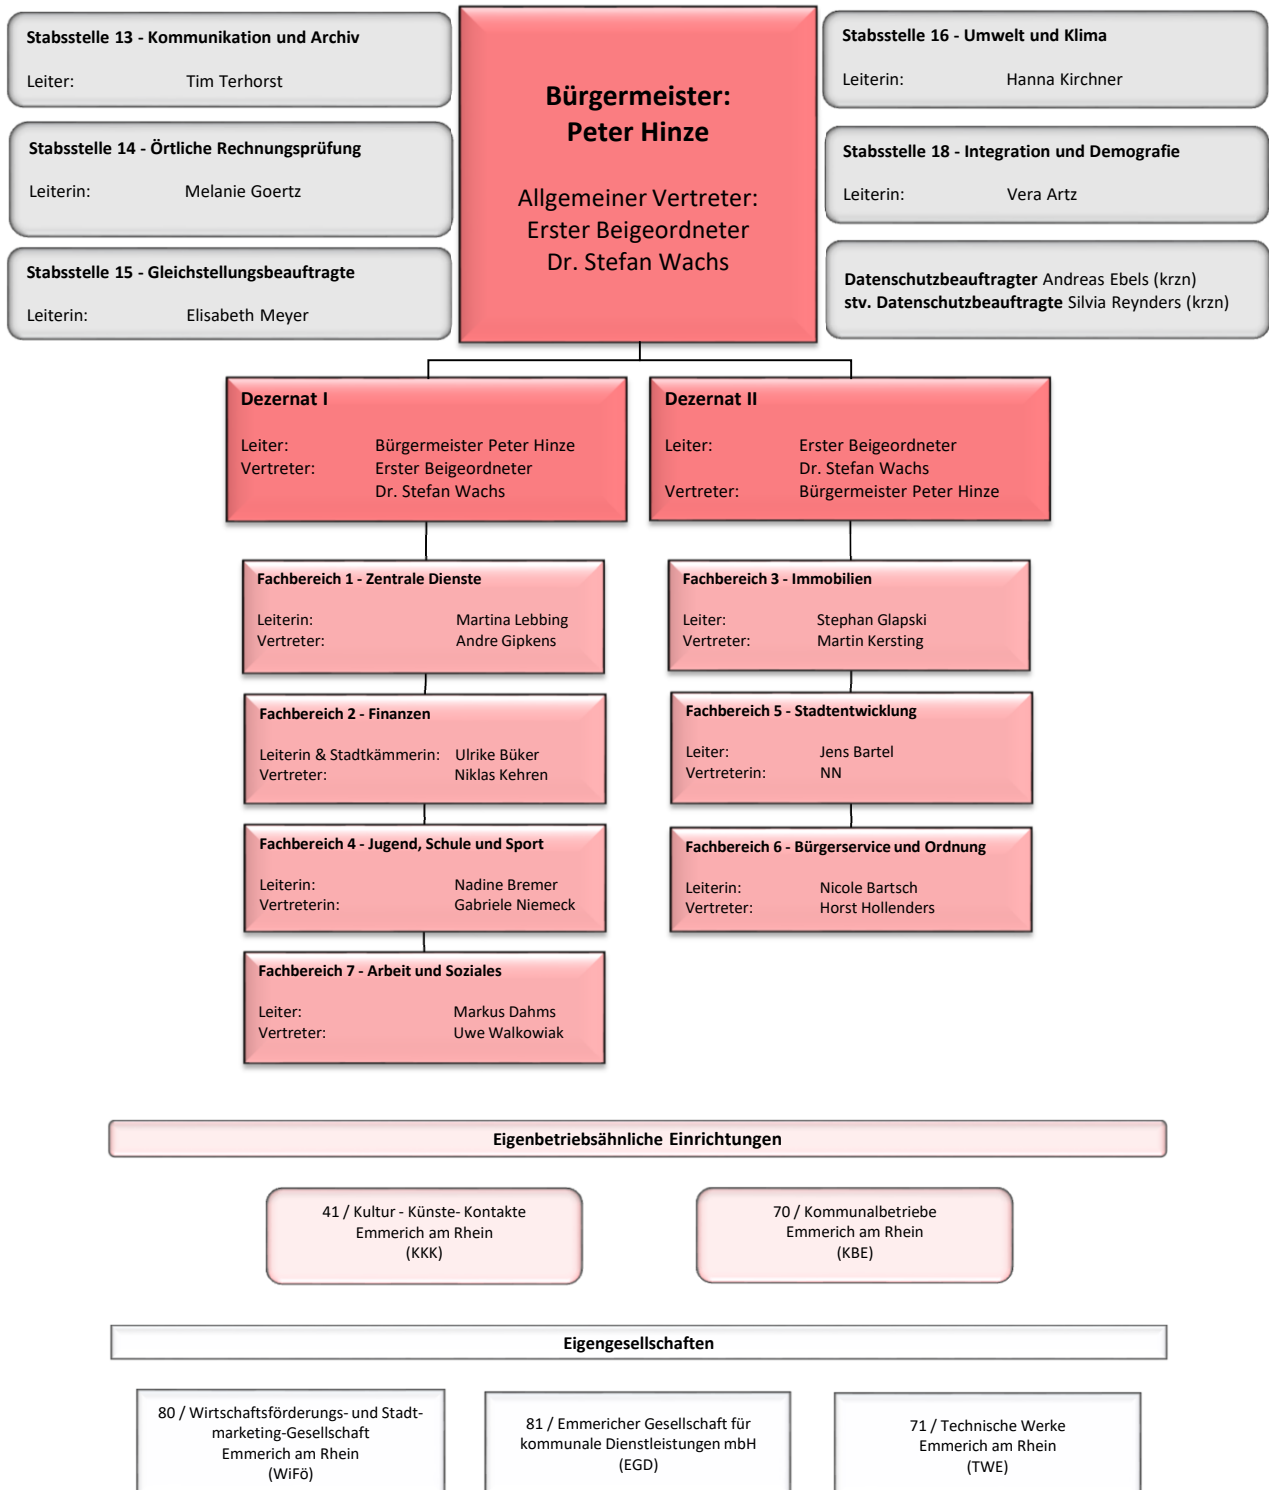 Stabsstelle 13 - Kommunikation und Archiv
Leiter: Tim Terhorst
Stabsstelle 14 - Örtliche Rechnungsprüfung
Leiterin: Melanie Goertz
Stabsstelle 15 - Gleichstellungsbeauftragte
Leiterin: Elisabeth Meyer
Bürgermeister:
Peter Hinze
Allgemeiner Vertreter:
Erster Beigeordneter
Dr. Stefan Wachs
Stabsstelle 16 - Umwelt und Klima
Leiterin: Hanna Kirchner
Stabsstelle 18 - Integration und Demografie
Leiterin: Vera Artz
Datenschutzbeauftragter Andreas Ebels (krzn)
stv. Datenschutzbeauftragte Silvia Reynders (krzn)
Dezernat I
Leiter: Bürgermeister Peter Hinze
Vertreter: Erster Beigeordneter
Dr. Stefan Wachs
Dezernat II
Leiter: Erster Beigeordneter
Dr. Stefan Wachs
Vertreter: Bürgermeister Peter Hinze
Fachbereich 1 - Zentrale Dienste
Leiterin: Martina Lebbing
Vertreter: Andre Gipkens
Fachbereich 2 - Finanzen
Leiterin & Stadtkämmerin: Ulrike Büker
Vertreter: Niklas Kehren
Fachbereich 4 - Jugend, Schule und Sport
Leiterin: Nadine Bremer
Vertreterin: Gabriele Niemeck
Fachbereich 7 - Arbeit und Soziales
Leiter: Markus Dahms
Vertreter: Uwe Walkowiak
Fachbereich 3 - Immobilien
Leiter: Stephan Glapski
Vertreter: Martin Kersting
Fachbereich 5 - Stadtentwicklung
Leiter: Jens Bartel
Vertreterin: NN
Fachbereich 6 - Bürgerservice und Ordnung
Leiterin: Nicole Bartsch
Vertreter: Horst Hollenders
Eigenbetriebsähnliche Einrichtungen
41 / Kultur - Künste- Kontakte
Emmerich am Rhein
(KKK)
70 / Kommunalbetriebe
Emmerich am Rhein
(KBE)
Eigengesellschaften
80 / Wirtschaftsförderungs- und Stadt-
marketing-Gesellschaft
Emmerich am Rhein
(WiFö)
81 / Emmericher Gesellschaft für
kommunale Dienstleistungen mbH
(EGD)
71 / Technische Werke
Emmerich am Rhein
(TWE)